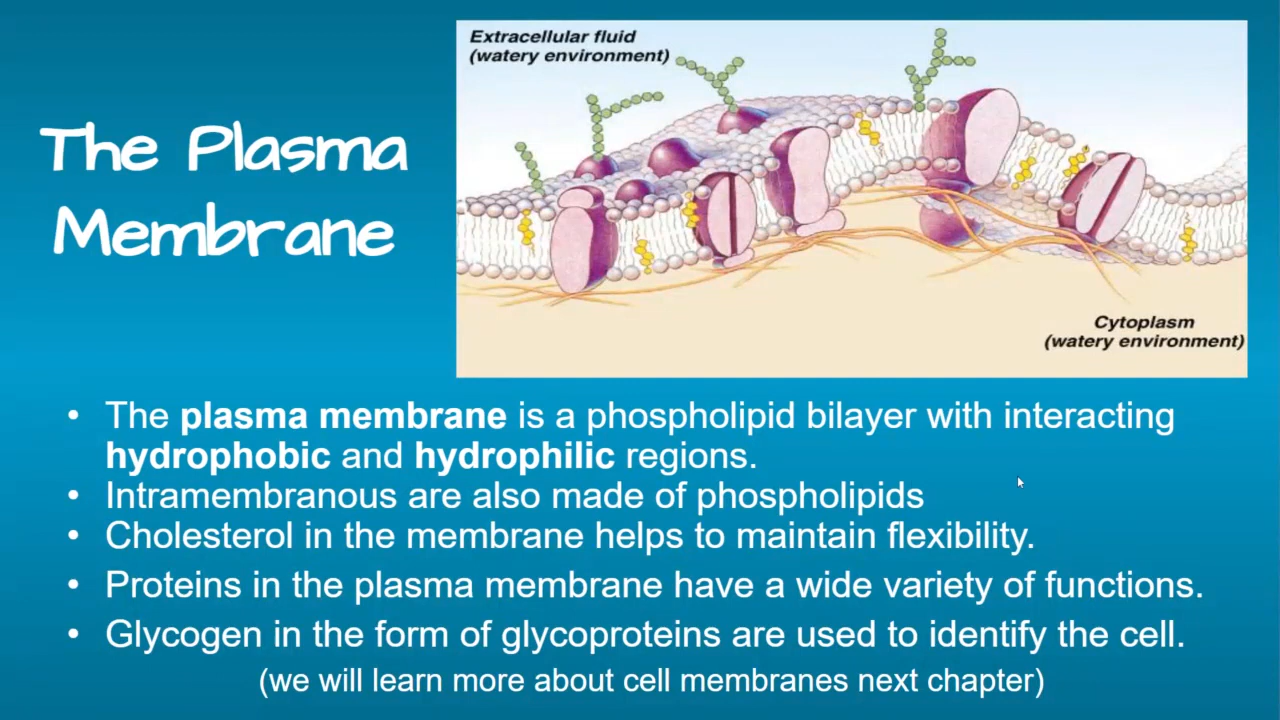 The Plasma
Membrane
Extracellular fluid
(watery environment)
Cytoplasm
(watery environment)
• The plasma membrane is a phospholipid bilayer with interacting
hydrophobic and hydrophilic regions.
• Intramembranous are also made of phospholipids
• Cholesterol in the membrane helps to maintain flexibility.
• Proteins in the plasma membrane have a wide variety of functions.
• Glycogen in the form of glycoproteins are used to identify the cell.
(we will learn more about cell membranes next chapter)